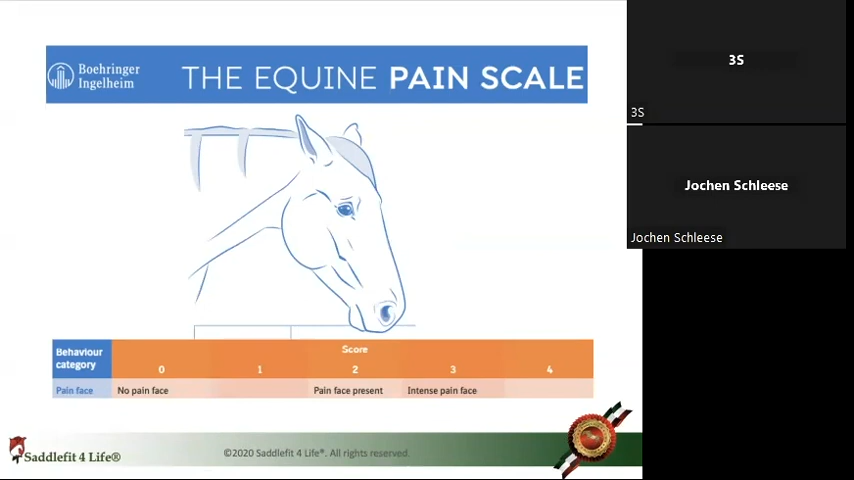 Boehringer
Ingelheim
THE EQUINE PAIN SCALE
Behaviour
category
Score
0 1 2 3 4
Pain face No pain face Pain face present Intense pain face
Saddlefit 4 Life®
©2020 Saddlefit 4 Life®. All rights reserved.
3S
3S
Jochen Schleese
Jochen Schleese